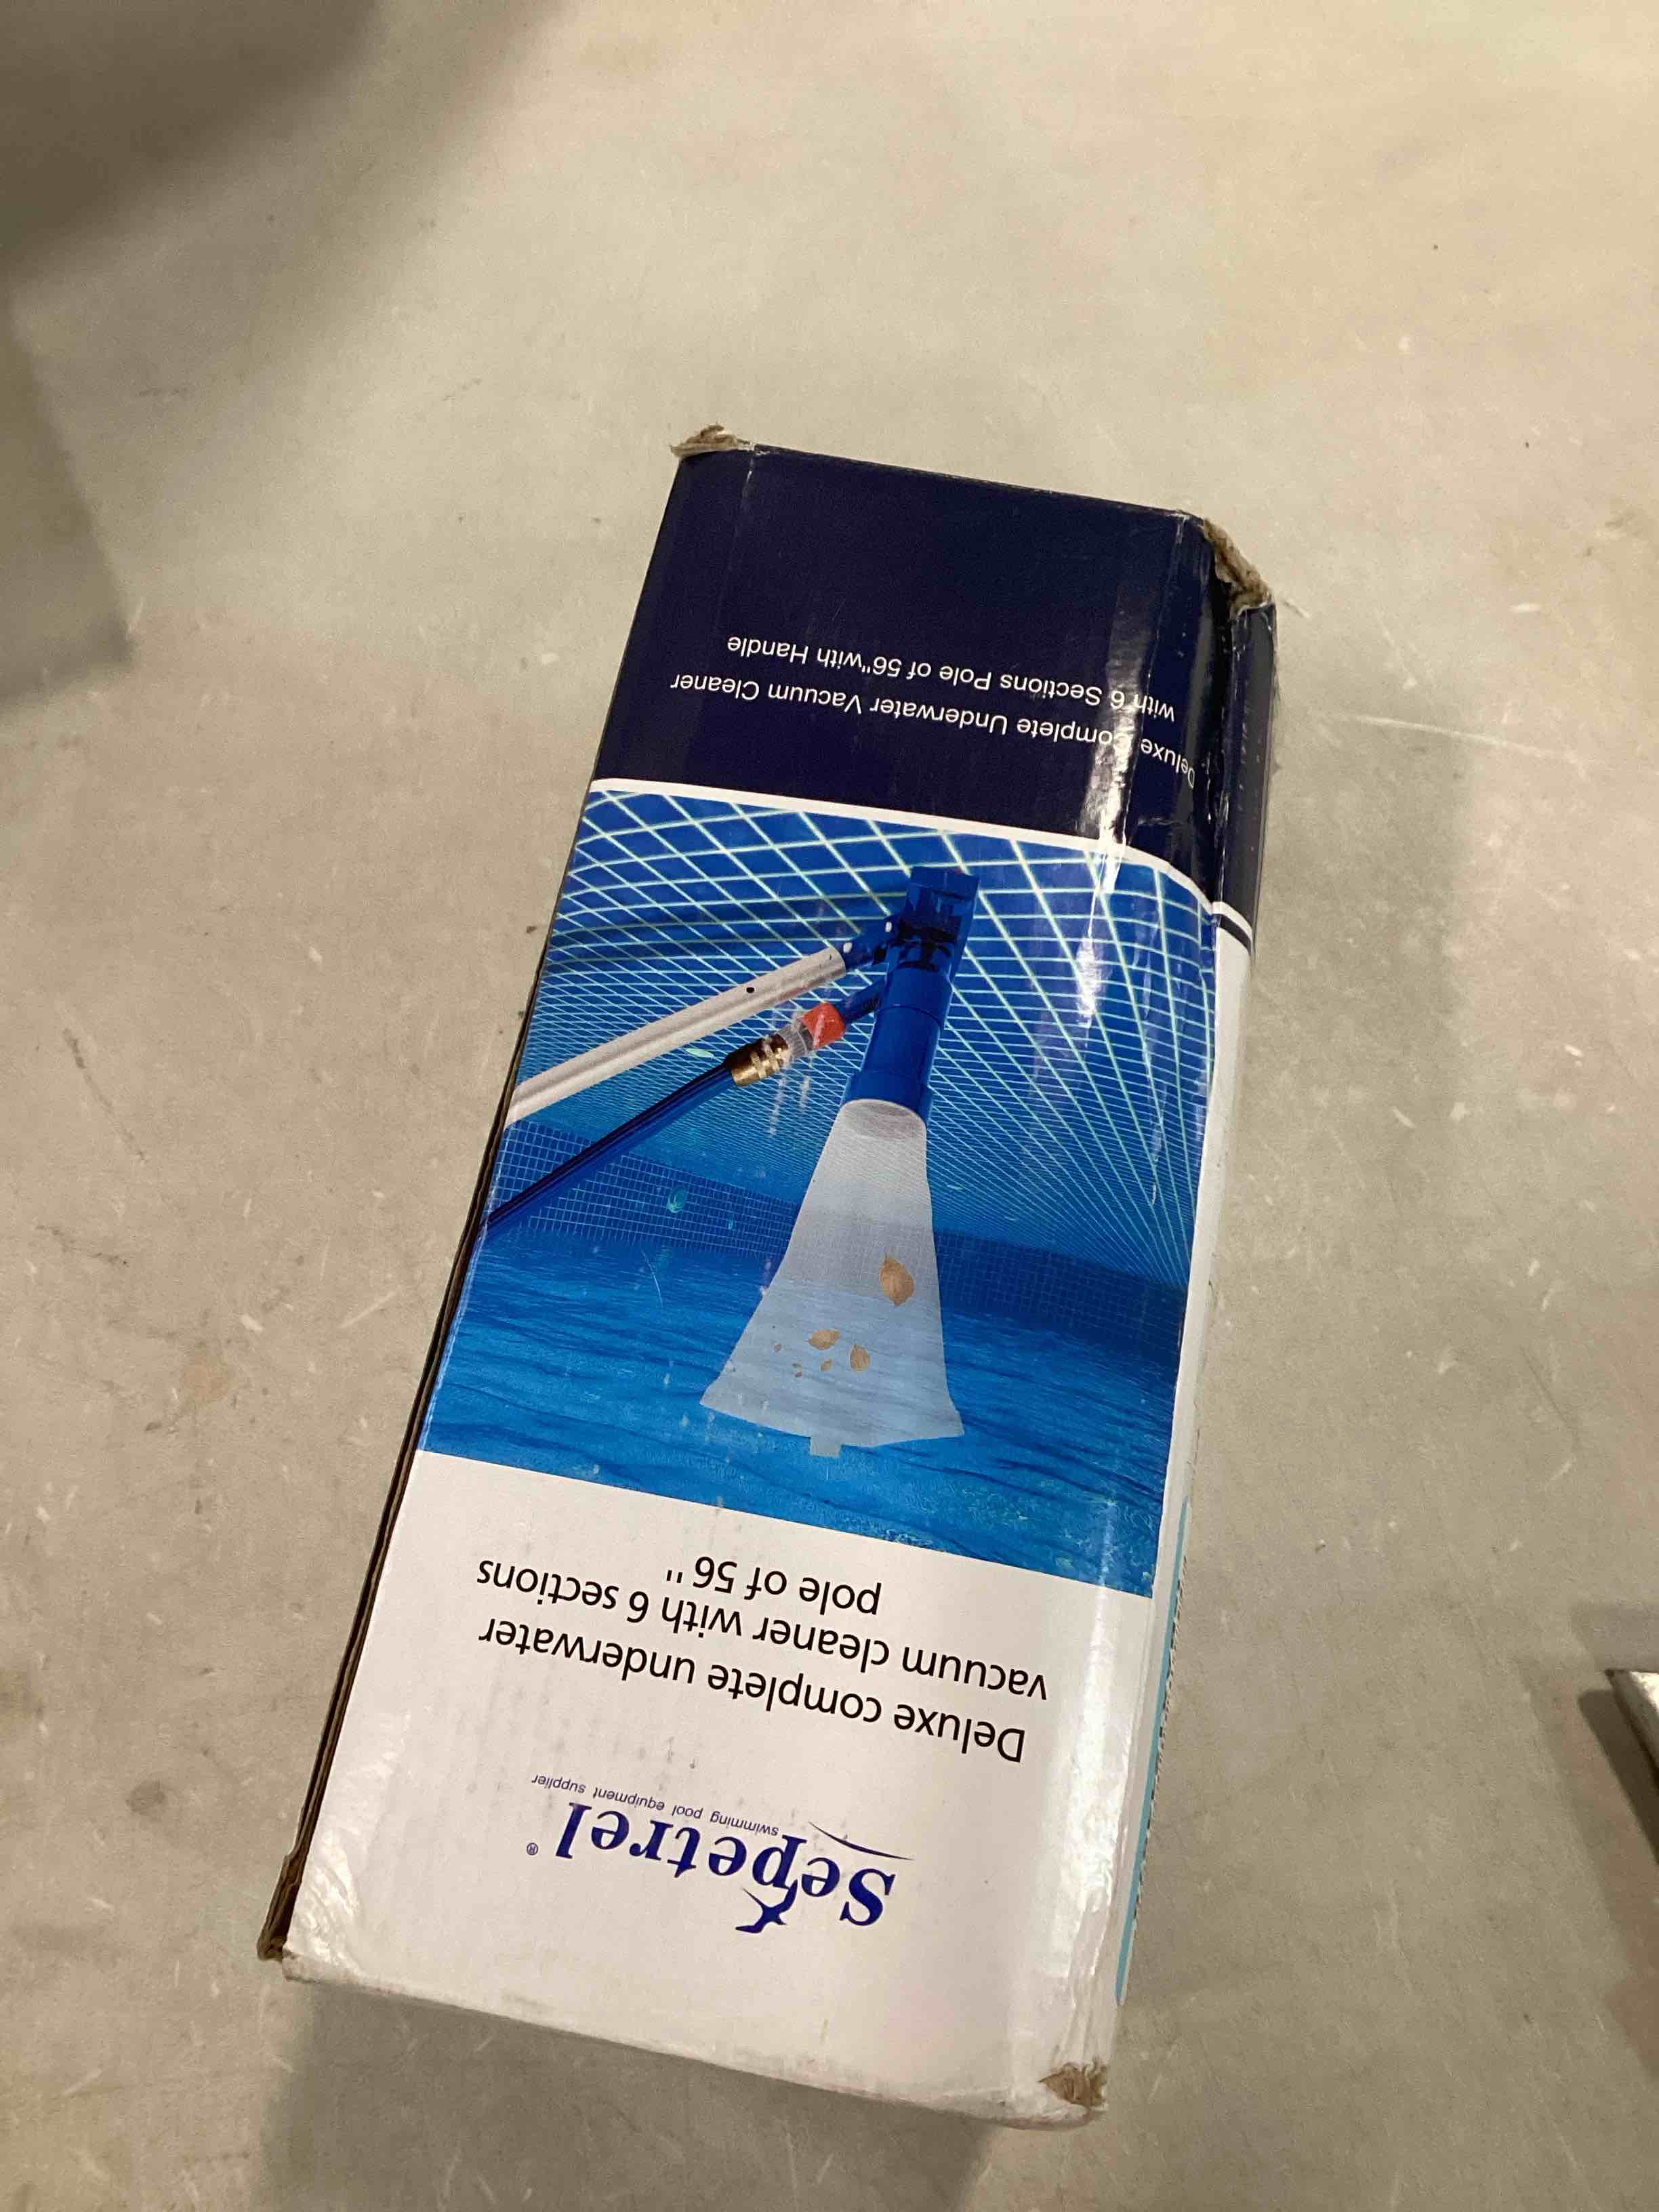 Sepetrel®
swimming pool equipment supplier
Deluxe complete underwater
vacuum cleaner with 6 sections
pole of 56"
Deluxe Complete Underwater Vacuum Cleaner
with 6 Sections Pole of 56"with Handle